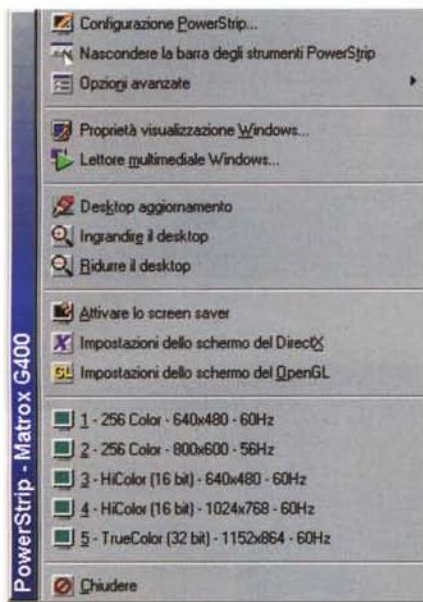 Configurazione PowerStrip...
Nascondere la barra degli strumenti PowerStrip
Opzioni avanzate
Proprietà visualizzazione Windows...
Lettore multimediale Windows...
Desktop aggiornamento
Ingrandire il desktop
Ridurre il desktop
Attivare lo screen saver
Impostazioni dello schermo del DirectX
GL Impostazioni dello schermo del OpenGL
1 - 256 Color - 640x480 - 60Hz
2 - 256 Color - 800x600 - 56Hz
3 - HiColor (16 bit) - 640x480 - 60Hz
4 - HiColor (16 bit) - 1024x768 - 60Hz
5 - TrueColor (32 bit) - 1152x864 - 60Hz
Chiudere
PowerStrip - Matrox G400